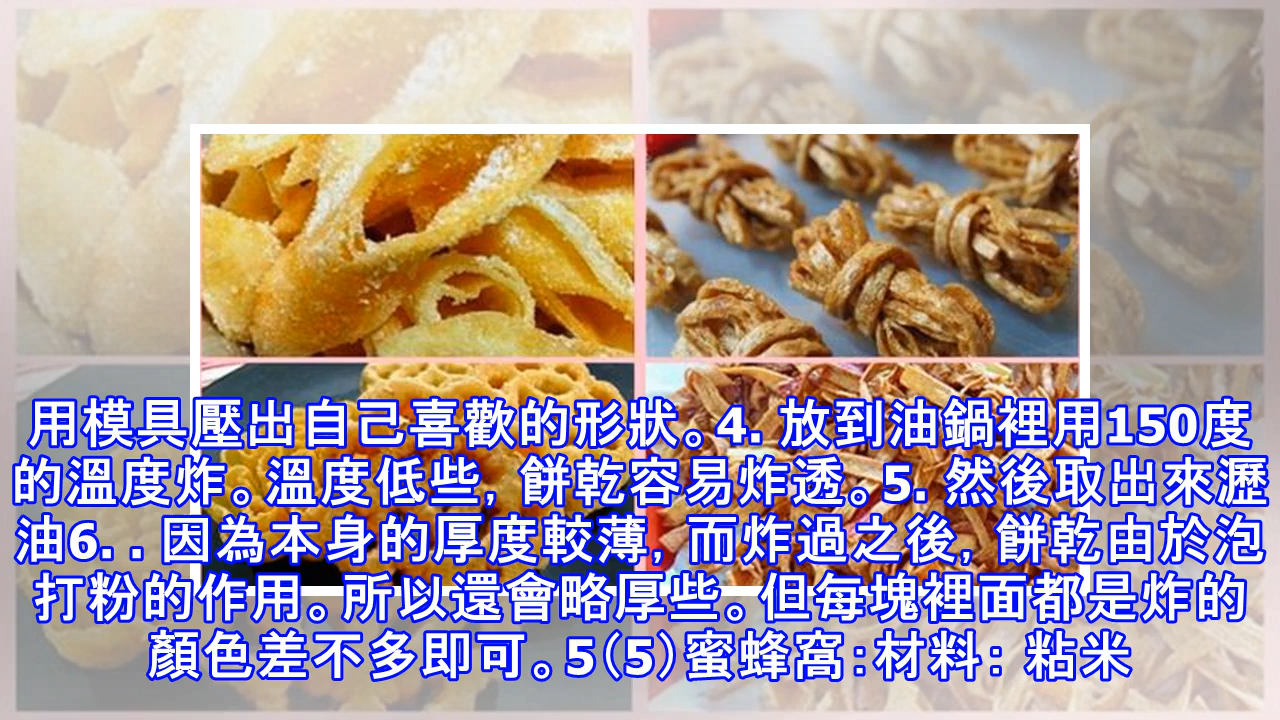 用模具壓出自己喜歡的形狀。4. 放到油鍋裡用150度
的溫度炸。溫度低些, 餅乾容易炸透。5. 然後取出來瀝
油6. . 因為本身的厚度較薄, 而炸過之後, 餅乾由於泡
打粉的作用。所以還會略厚些。但每塊裡面都是炸的
顏色差不多即可。5(5)蜜蜂窩:材料: 粘米